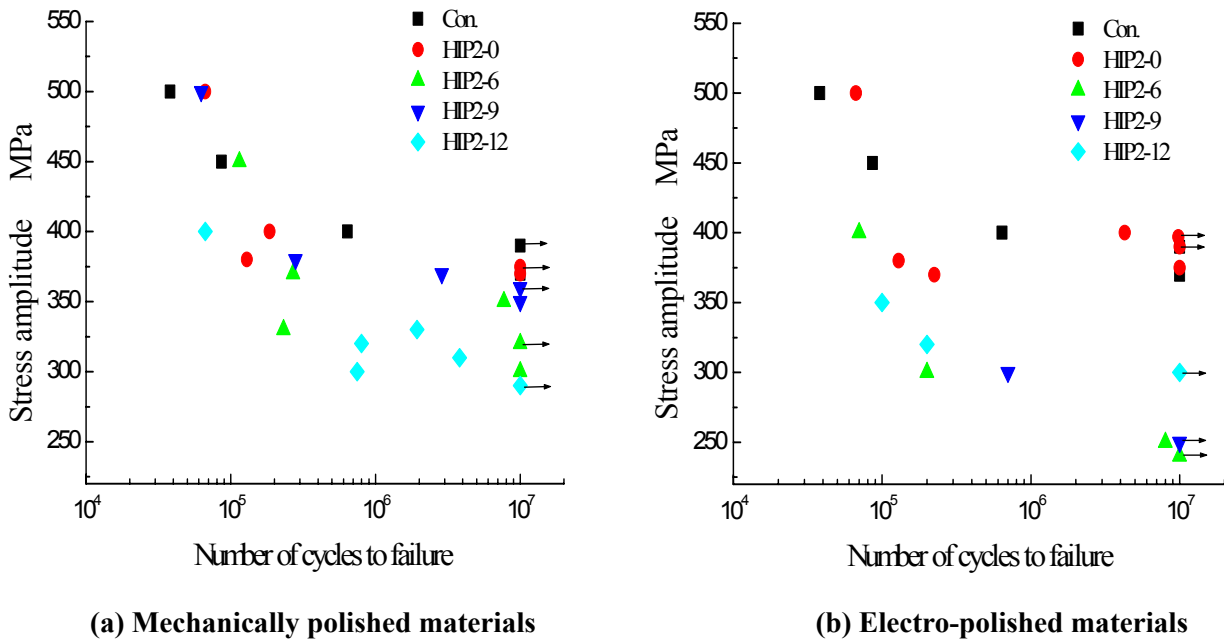 550
500
450
400
350
300
250
Stress amplitude MPa
10^4
10^5
10^6
10^7
Number of cycles to failure
Con.
HIP2-0
HIP2-6
HIP2-9
HIP2-12
(a) Mechanically polished materials
550
500
450
400
350
300
250
Stress amplitude MPa
10^4
10^5
10^6
10^7
Number of cycles to failure
Con.
HIP2-0
HIP2-6
HIP2-9
HIP2-12
(b) Electro-polished materials